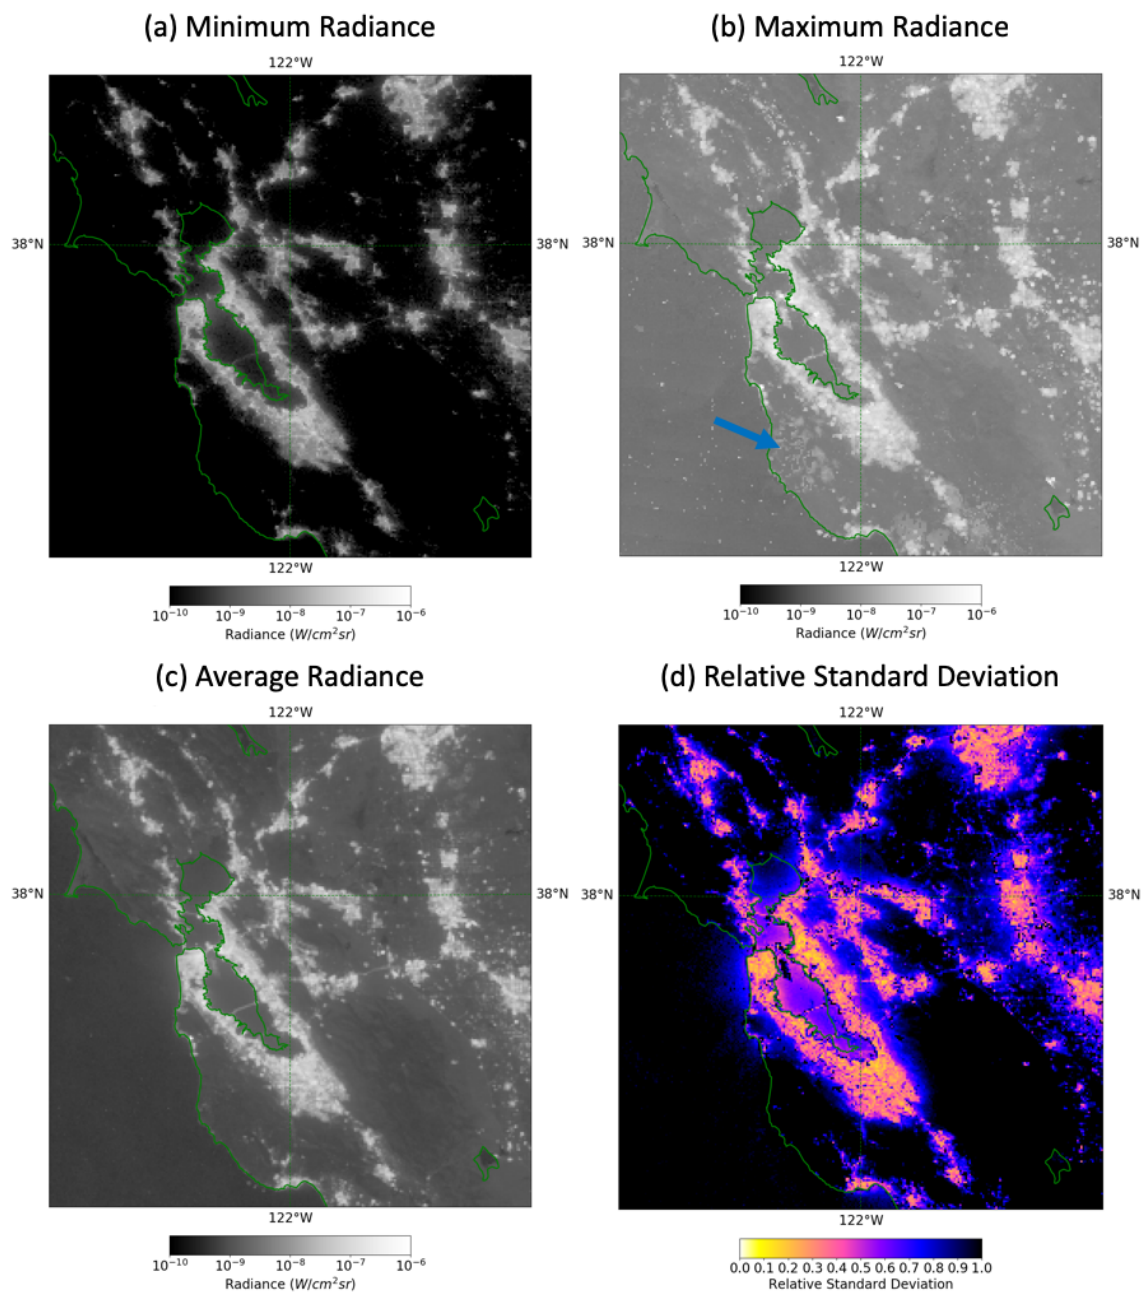 (a) Minimum Radiance
(b) Maximum Radiance
122°W
122°W
38°N
38°N
38°N
122°W
122°W
10⁻¹⁰ 10⁻⁹ 10⁻⁸ 10⁻⁷ 10⁻⁶
10⁻¹⁰ 10⁻⁹ 10⁻⁸ 10⁻⁷ 10⁻⁶
Radiance (W/cm²sr)
Radiance (W/cm²sr)
(c) Average Radiance
(d) Relative Standard Deviation
122°W
122°W
38°N
38°N
38°N
122°W
122°W
10⁻¹⁰ 10⁻⁹ 10⁻⁸ 10⁻⁷ 10⁻⁶
0.0 0.1 0.2 0.3 0.4 0.5 0.6 0.7 0.8 0.9 1.0
Radiance (W/cm²sr)
Relative Standard Deviation